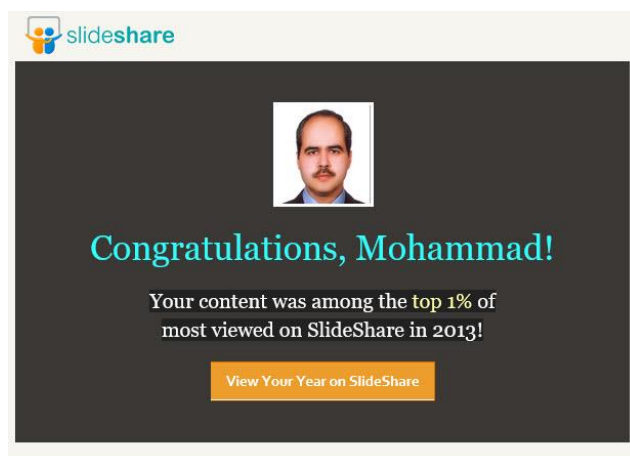 slideshare
Congratulations, Mohammad!
Your content was among the top 1% of
most viewed on SlideShare in 2013!
View Your Year on SlideShare